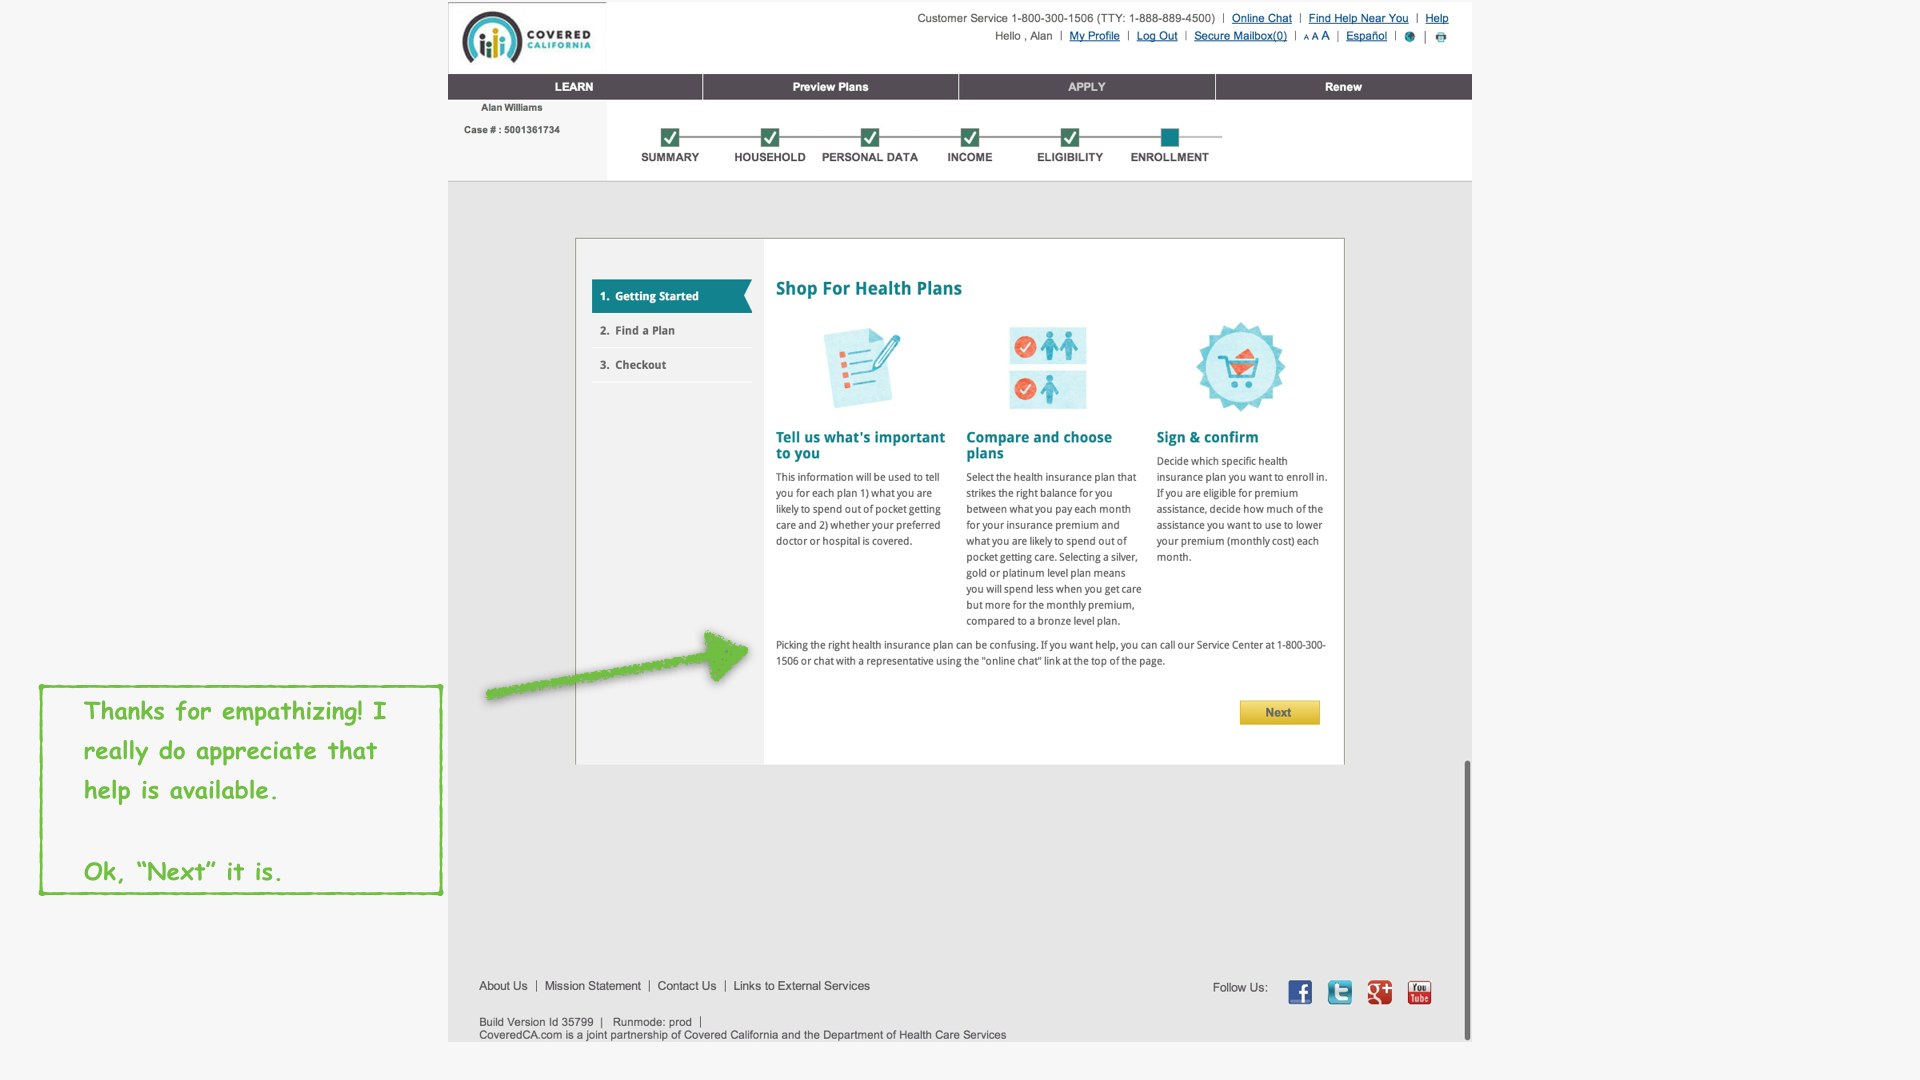 COVERED
CALIFORNIA
Customer Service 1-800-300-1506 (TTY: 1-888-889-4500) | Online Chat | Find Help Near You | Help
Hello , Alan | My Profile | Log Out | Secure Mailbox(0) | A A A | Español | |
LEARN
Preview Plans
APPLY
Renew
Alan Williams
Case # : 5001361734
SUMMARY
HOUSEHOLD
PERSONAL DATA
INCOME
ELIGIBILITY
ENROLLMENT
1. Getting Started
2. Find a Plan
3. Checkout
Shop For Health Plans
Tell us what's important
to you
This information will be used to tell
you for each plan 1) what you are
likely to spend out of pocket getting
care and 2) whether your preferred
doctor or hospital is covered.
Compare and choose
plans
Select the health insurance plan that
strikes the right balance for you
between what you pay each month
for your insurance premium and
what you are likely to spend out of
pocket getting care. Selecting a silver,
gold or platinum level plan means
you will spend less when you get care
but more for the monthly premium,
compared to a bronze level plan.
Sign & confirm
Decide which specific health
insurance plan you want to enroll in.
If you are eligible for premium
assistance, decide how much of the
assistance you want to use to lower
your premium (monthly cost) each
month.
Picking the right health insurance plan can be confusing. If you want help, you can call our Service Center at 1-800-300-
1506 or chat with a representative using the "online chat" link at the top of the page.
Next
Thanks for empathizing! I
really do appreciate that
help is available.
Ok, “Next” it is.
About Us | Mission Statement | Contact Us | Links to External Services
Follow Us:
f
t
g+
You
Tube
Build Version Id 35799 | Runmode: prod |
CoveredCA.com is a joint partnership of Covered California and the Department of Health Care Services